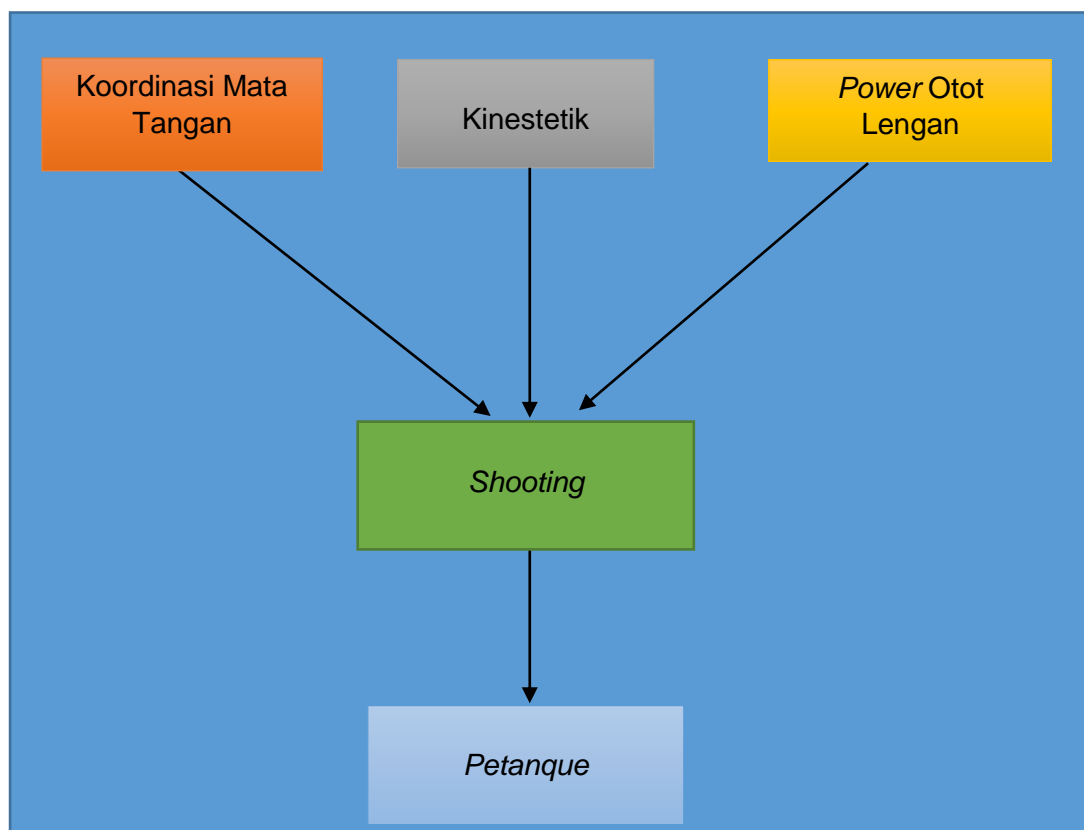 Koordinasi Mata
Tangan
Kinestetik
Power Otot
Lengan
Shooting
Petanque